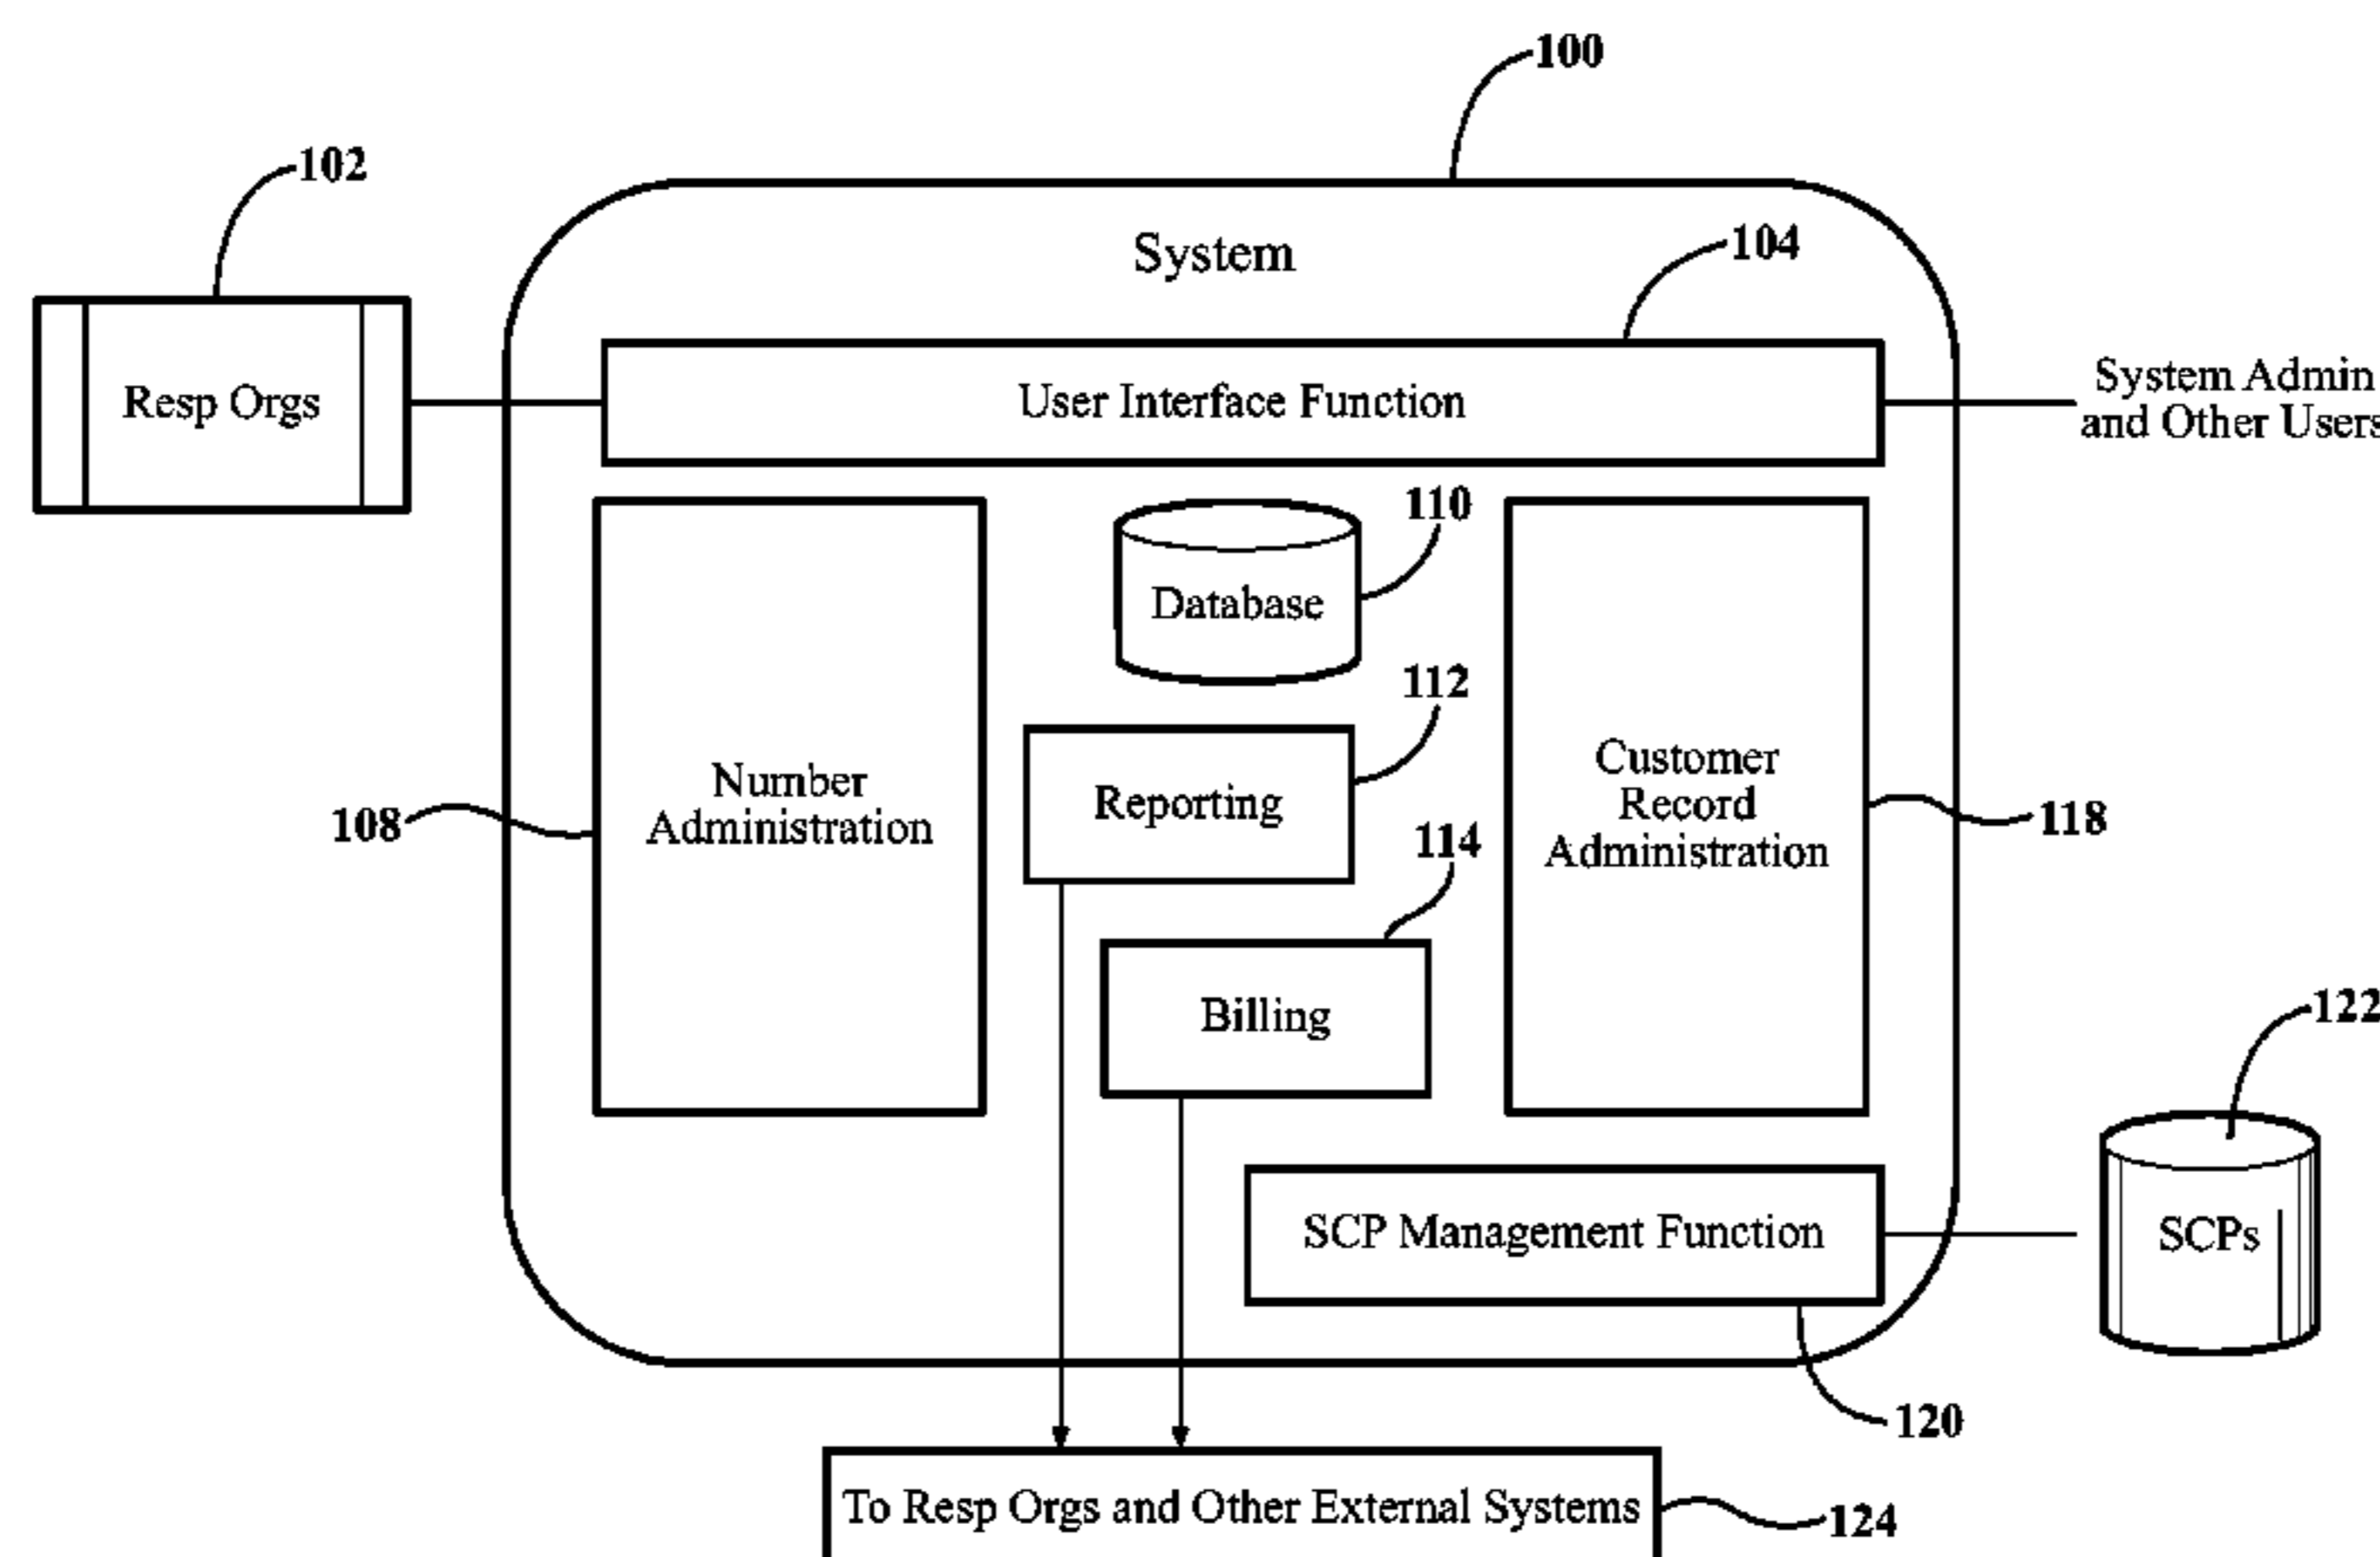 100
102
System
104
Resp Orgs
User Interface Function
System Admin
and Other Users
110
Database
112
Number
Administration
108
Reporting
Customer
Record
Administration
118
114
Billing
122
SCP Management Function
SCPs
120
To Resp Orgs and Other External Systems
124